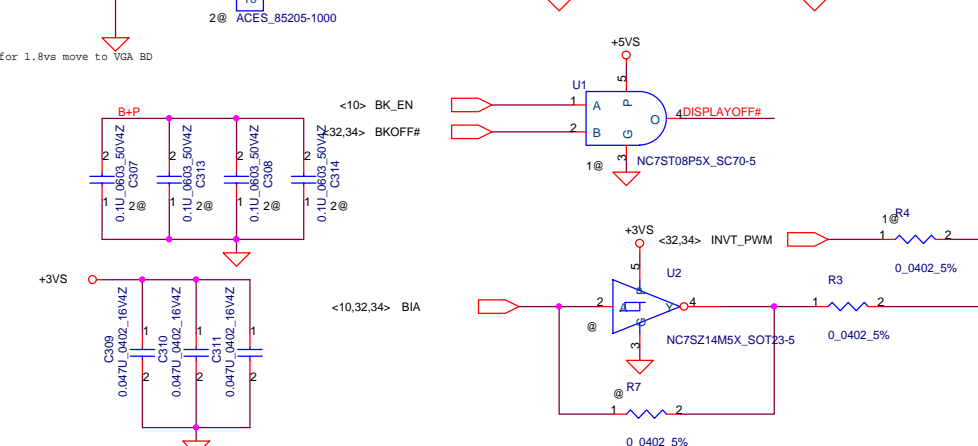 10
2@ ACES_85205-1000
for 1.8vs move to VGA BD
+5VS
U1
5
P
<10> BK_EN
1
A
O
4
DISPLAYOFF#
<32,34> BKOFF#
2
B
G
3
1@
NC7ST08P5X_SC70-5
B+P
2
C307
0.1U_0603_50V4Z
1
2@
2
C313
0.1U_0603_50V4Z
1
2@
2
C308
0.1U_0603_50V4Z
1
2@
2
C314
0.1U_0603_50V4Z
1
2@
+3VS
<32,34> INVT_PWM
1@
R4
1
2
0_0402_5%
+3VS
C309
0.047U_0402_16V4Z
1
2
C310
0.047U_0402_16V4Z
1
2
C311
0.047U_0402_16V4Z
1
2
<10,32,34> BIA
5
P
U2
2
A
Y
4
G
3
@
NC7SZ14M5X_SOT23-5
R3
1
2
0_0402_5%
@
R7
1
2
0_0402_5%